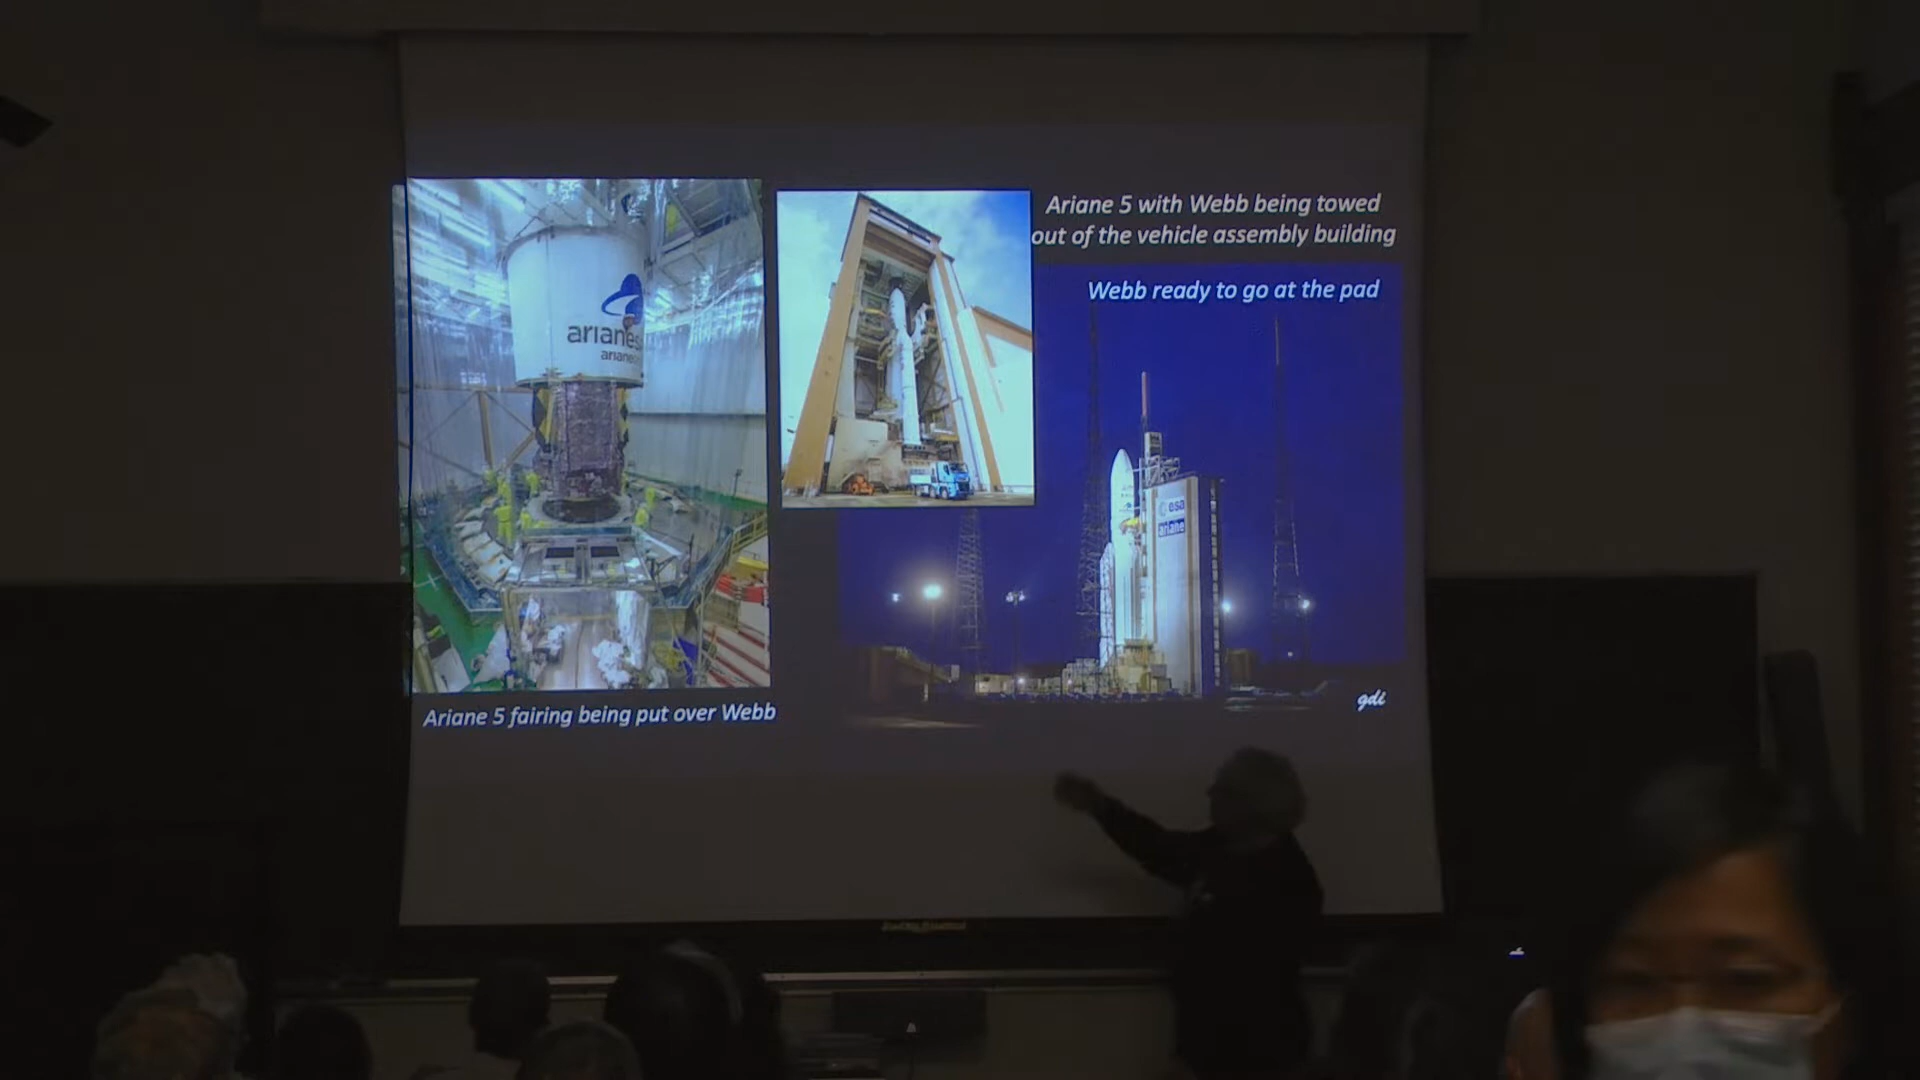 Ariane 5 with Webb being towed
out of the vehicle assembly building
Webb ready to go at the pad
arianes
ariane
esa
ariane
Ariane 5 fairing being put over Webb
gdi